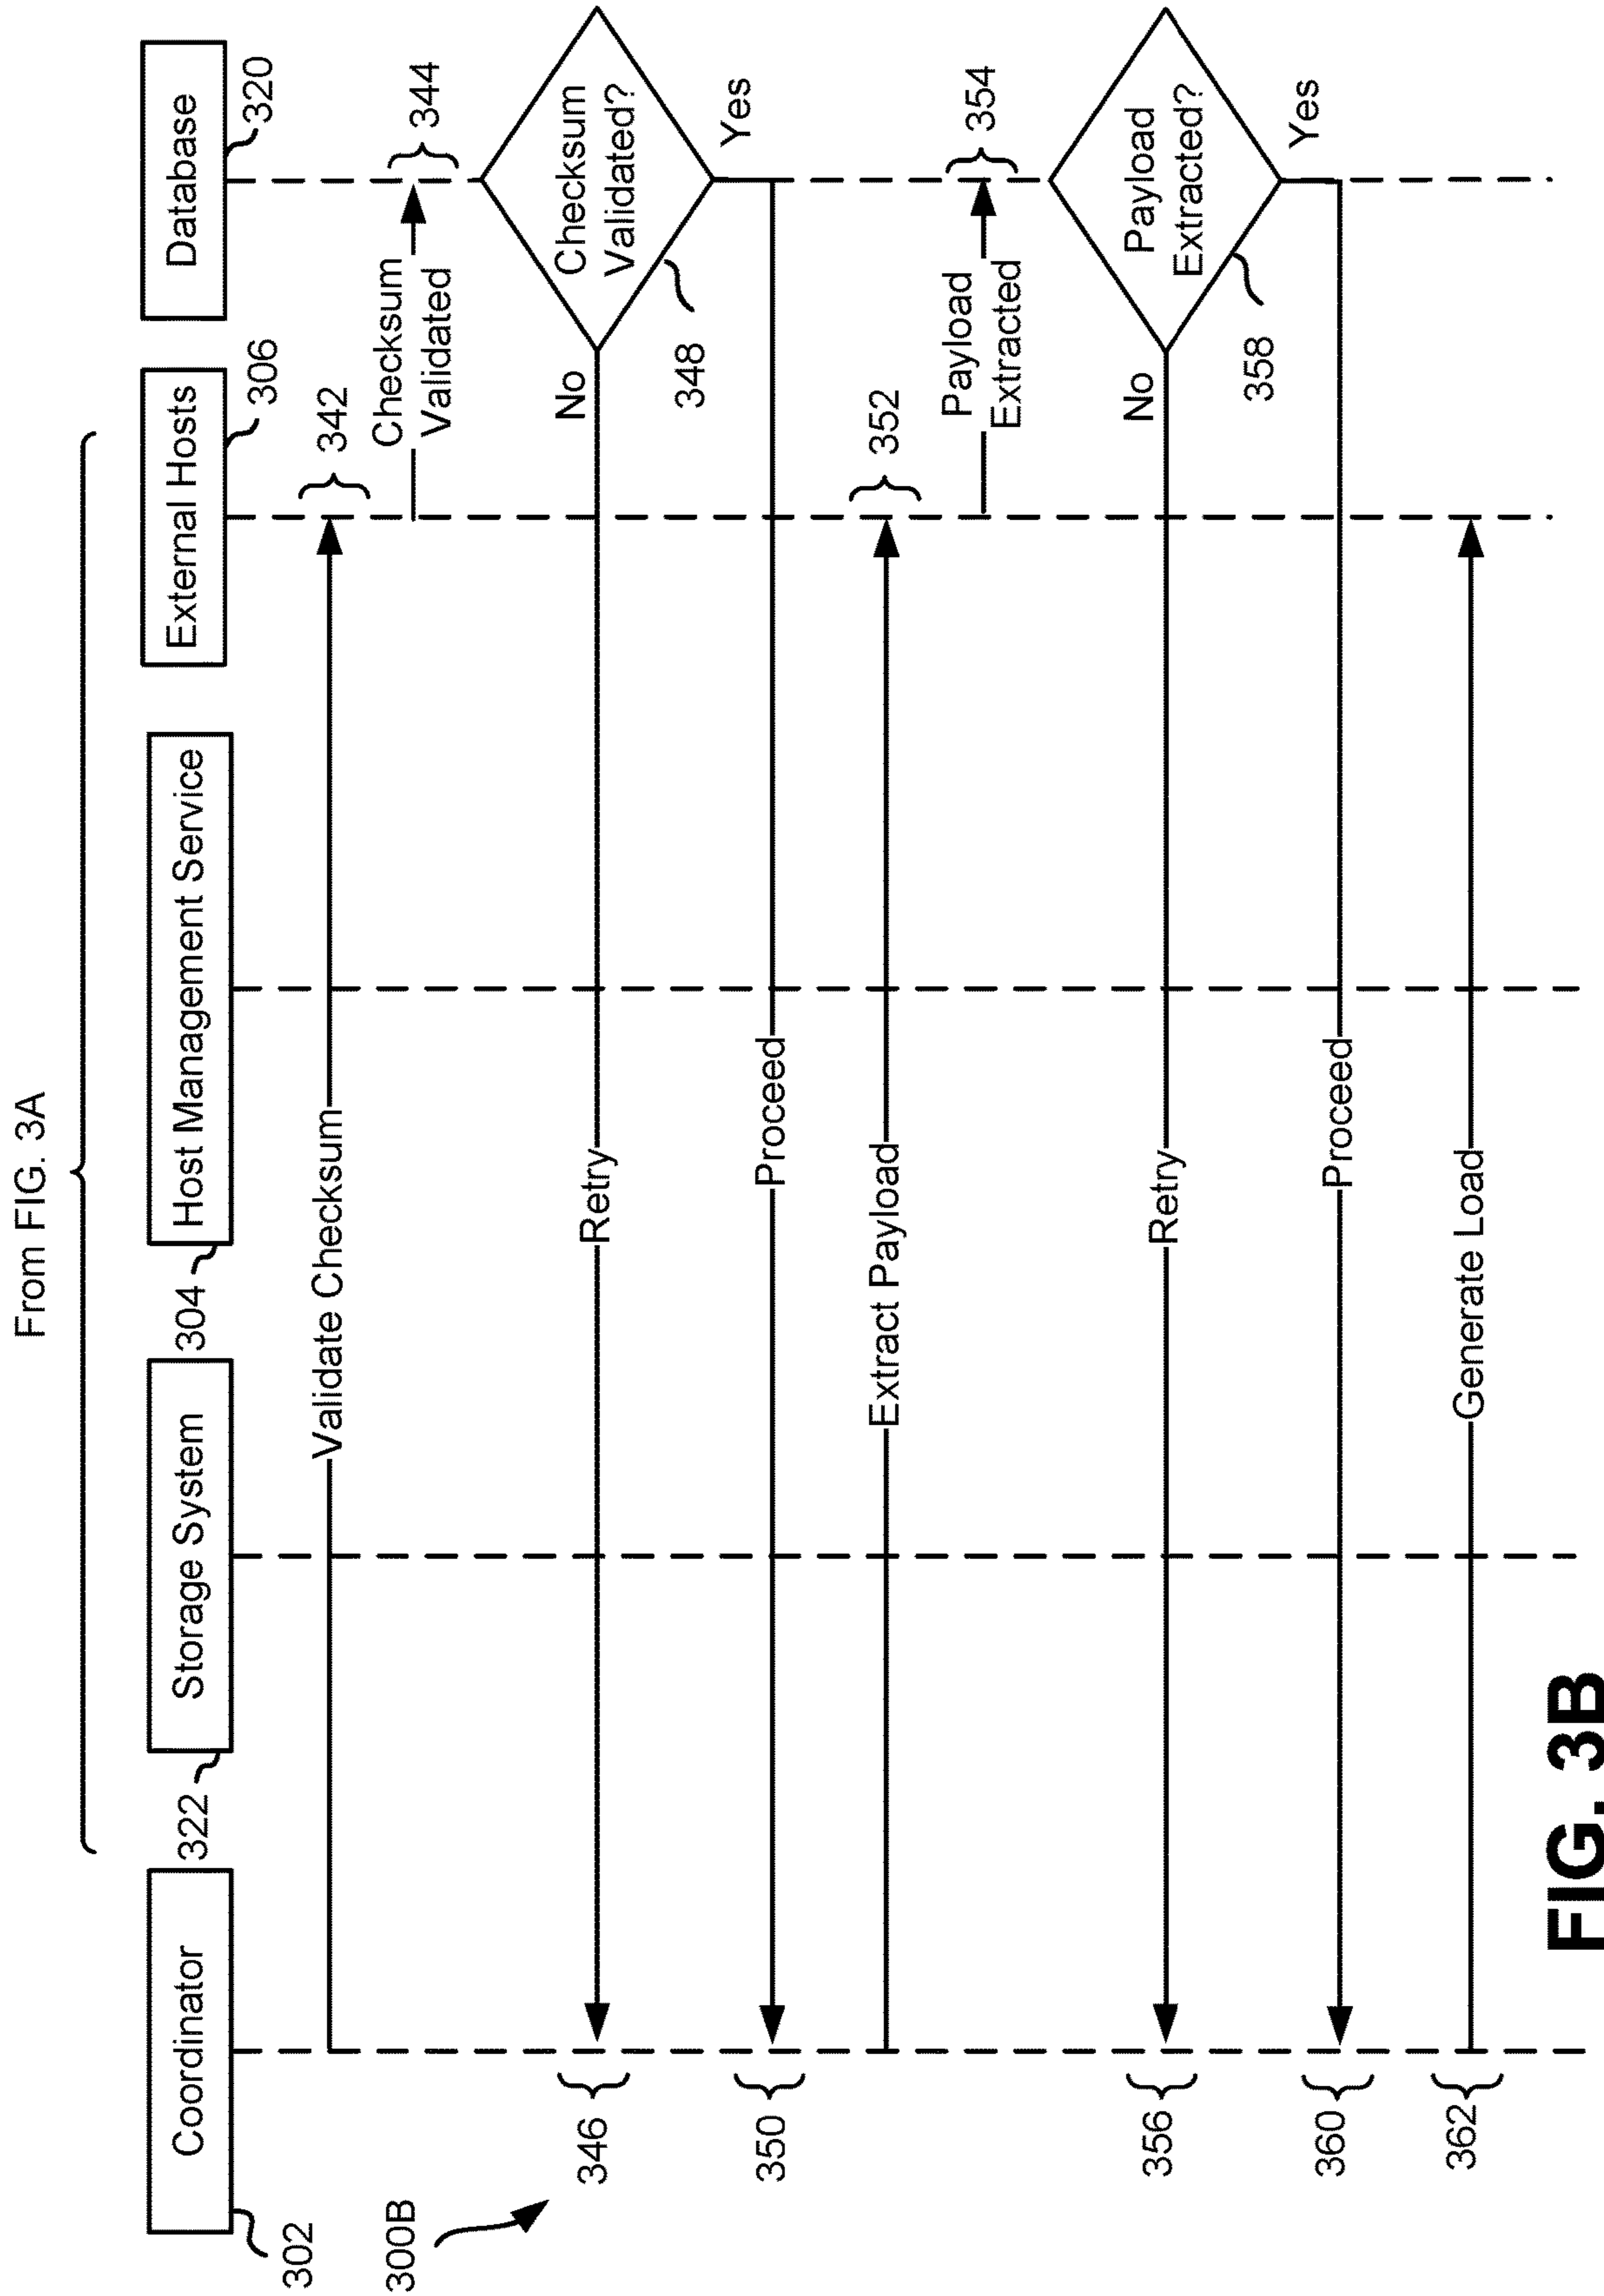 From FIG. 3A
Coordinator
Storage System
Host Management Service
External Hosts
Database
302
322
304
306
320
300B
Validate Checksum
342
Checksum
Validated
344
Checksum
Validated?
348
No
Retry
346
Yes
Proceed
350
Extract Payload
352
Payload
Extracted
354
Payload
Extracted?
358
No
Retry
356
Yes
Proceed
360
Generate Load
362
FIG. 3B